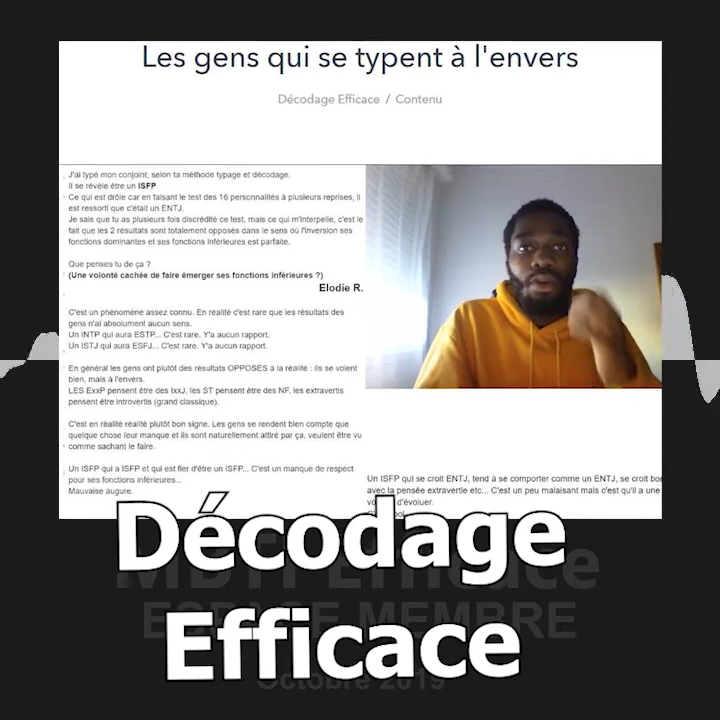 Les gens qui se typent à l'envers
Décodage Efficace / Contenu
J'ai typé mon conjoint, selon ta méthode typage et décodage.
Il se révèle être un ISFP
Ce qui est drôle car en faisant le test des 16 personnalités à plusieurs reprises, il
est ressorti que c'était un ENTJ.
Je sais que tu as plusieurs fois discrédité ce test, mais ce qui m'interpelle, c'est le
fait que les 2 résultats sont totalement opposés dans le sens où l'inversion ses
fonctions dominantes et ses fonctions inférieures est parfaite.
Que penses tu de ça ?
(Une volonté cachée de faire émerger ses fonctions inférieures ?)
Elodie R.
C'est un phénomène assez connu. En réalité c'est rare que les résultats des
gens n'ai absolument aucun sens.
Un INTP qui aura ESTP... C'est rare. Y'a aucun rapport.
Un ISTJ qui aura ESFJ... C'est rare. Y'a aucun rapport.
En général les gens ont plutôt des résultats OPPOSÉS à la réalité : ils se voient
bien, mais à l'envers.
LES ExxP pensent être des IxxJ, les ST pensent être des NF, les extravertis
pensent être introvertis (grand classique).
C'est en réalité réalité plutôt bon signe. Les gens se rendent bien compte que
quelque chose leur manque et ils sont naturellement attiré par ça, veulent être vu
comme sachant le faire.
Un ISFP qui a ISFP et qui est fier d'être un ISFP... C'est un manque de respect
pour ses fonctions inférieures...
Mauvaise augure.
Un ISFP qui se croit ENTJ, tend à se comporter comme un ENTJ, se croit bon
avec la pensée extravertie etc... C'est un peu malaisant mais c'est qu'il a une
d'évoluer.
Décodage
Efficace
MBTI Efficace
ESPACE MEMBRE
Octobre 2019